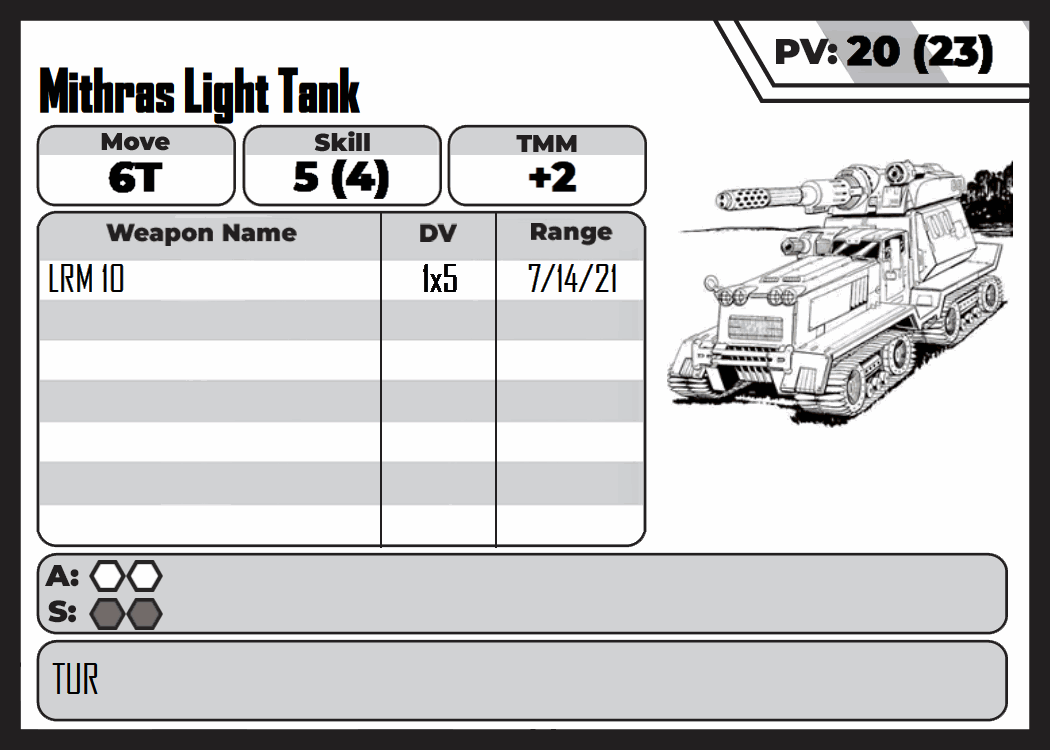 PV: 20 (23)
Mithras Light Tank
Move Skill TMM
6T 5 (4) +2
Weapon Name DV Range
LRM 10 1x5 7/14/21
A:
S:
TUR